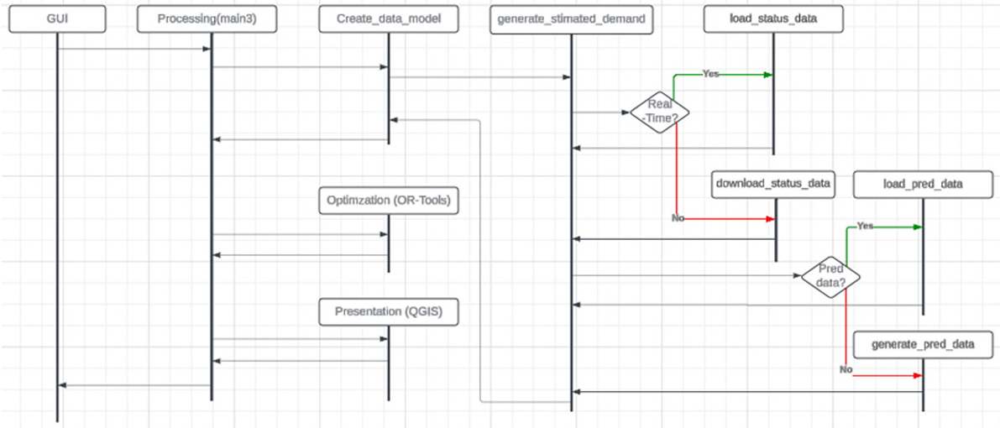 GUI
Processing(main3)
Create_data_model
generate_stimated_demand
load_status_data
Yes
Real
-Time?
download_status_data
load_pred_data
Optimzation (OR-Tools)
No
Yes
Pred
data?
Presentation (QGIS)
generate_pred_data
No